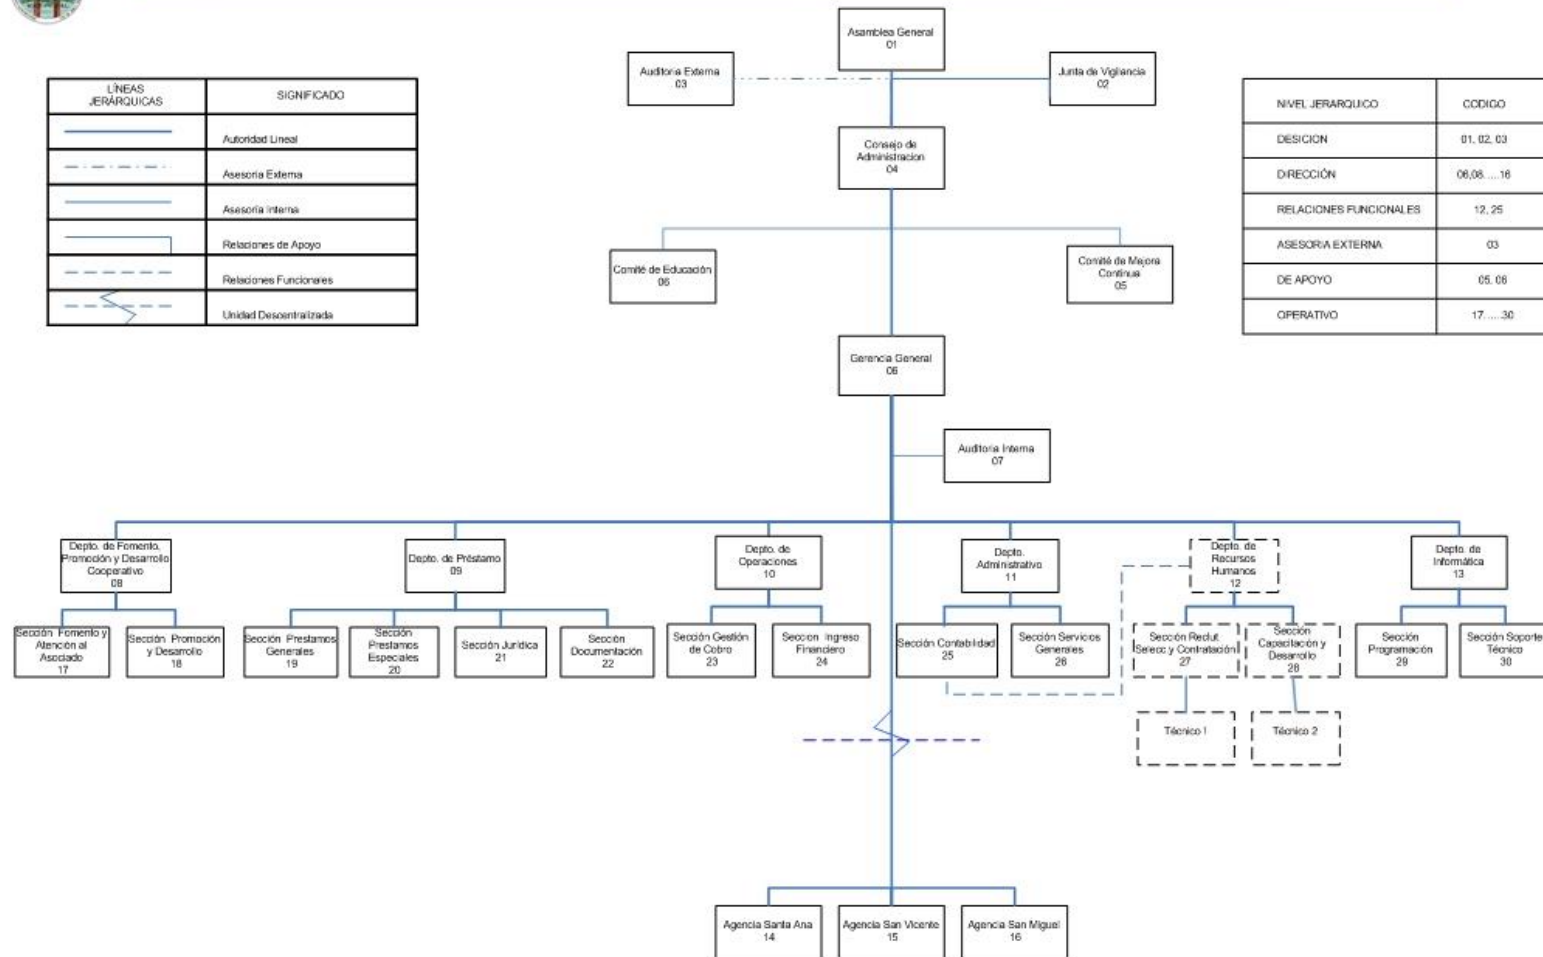 Asamblea General
01
Auditoria Externa
03
Junta de Vigilancia
02
LÍNEAS
JERÁRQUICAS
SIGNIFICADO
Autoridad Lineal
Asesoria Externa
Asesoría Interna
Relaciones de Apoyo
Relaciones Funcionales
Unidad Descentralizada
NIVEL JERARQUICO
CODIGO
DESICION
01, 02, 03
DIRECCIÓN
06,08.....16
RELACIONES FUNCIONALES
12, 25
ASESORIA EXTERNA
03
DE APOYO
05, 06
OPERATIVO
17.....30
Consejo de
Administracion
04
Comité de Educación
06
Comité de Mejora
Continua
05
Gerencia General
06
Auditoria Interna
07
Depto. de Fomento,
Promoción y Desarrollo
Cooperativo
08
Depto. de Préstamo
09
Depto. de
Operaciones
10
Depto.
Administrativo
11
Depto. de
Recursos
Humanos
12
Depto. de
Informática
13
Sección Fomento y
Atención al
Asociado
17
Sección Promoción
y Desarrollo
18
Sección Prestamos
Generales
19
Sección
Prestamos
Especiales
20
Sección Jurídica
21
Sección
Documentación
22
Sección Gestión
de Cobro
23
Seccion Ingreso
Financiero
24
Sección Contabilidad
25
Sección Servicios
Generales
26
Sección Reclut.
Selecc y Contratación
27
Sección
Capacitación y
Desarrollo
28
Sección
Programación
29
Sección Soporte
Técnico
30
Técnico I
Técnico 2
Agencia Santa Ana
14
Agencia San Vicente
15
Agencia San Miguel
16